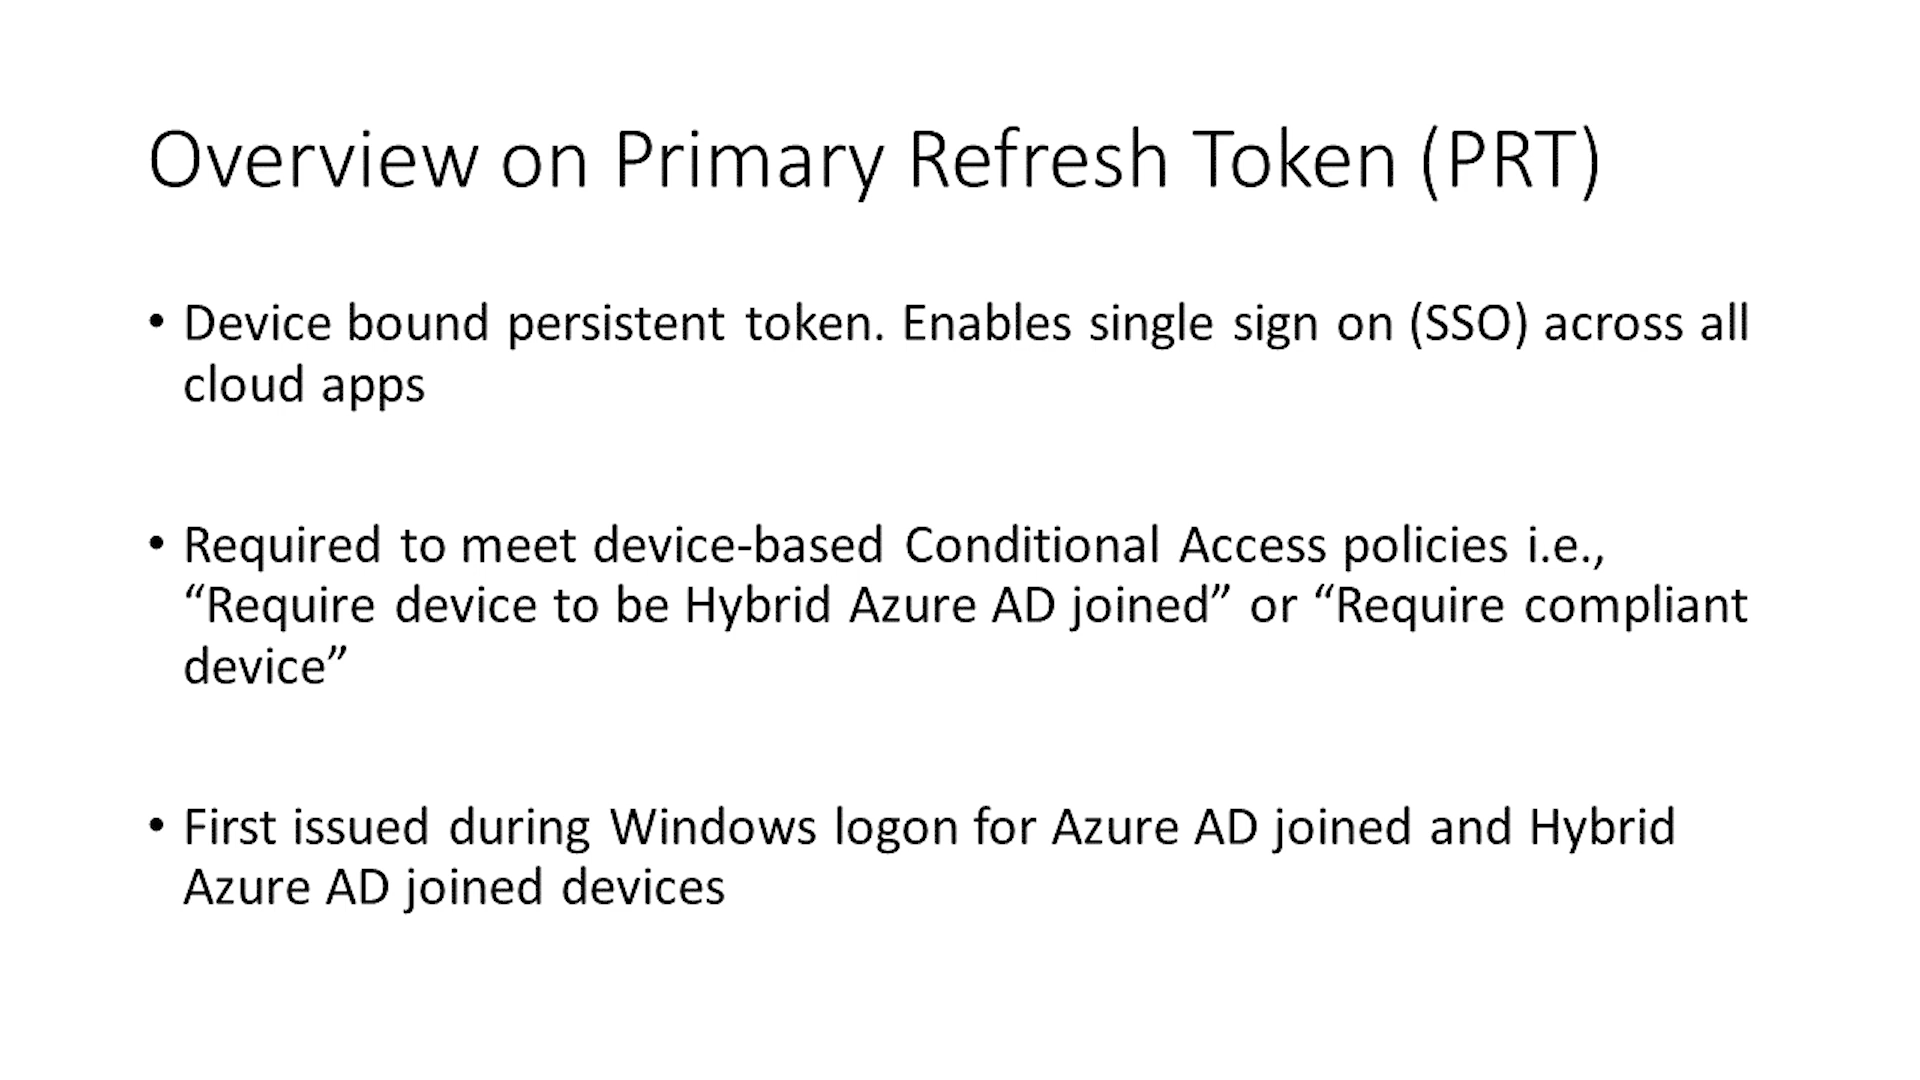 Overview on Primary Refresh Token (PRT)
• Device bound persistent token. Enables single sign on (SSO) across all
cloud apps
• Required to meet device-based Conditional Access policies i.e.,
“Require device to be Hybrid Azure AD joined” or “Require compliant
device”
• First issued during Windows logon for Azure AD joined and Hybrid
Azure AD joined devices